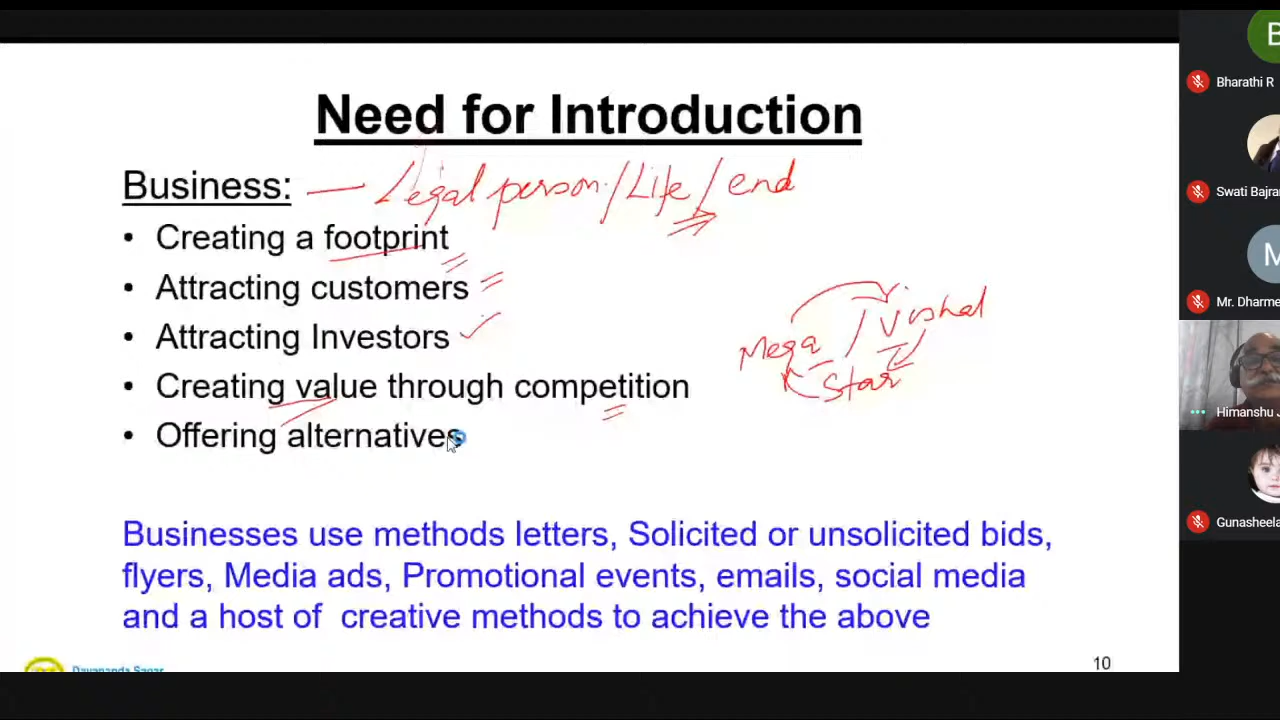 Need for Introduction
Business: — Legal person / Life / end
• Creating a footprint
• Attracting customers
• Attracting Investors
• Creating value through competition
• Offering alternatives
Mega / Vishal
Star
Businesses use methods letters, Solicited or unsolicited bids,
flyers, Media ads, Promotional events, emails, social media
and a host of creative methods to achieve the above
Dayananda Sagar
10
B
Bharathi R
Swati Bajra
M
Mr. Dharme
Himanshu J
Gunasheela